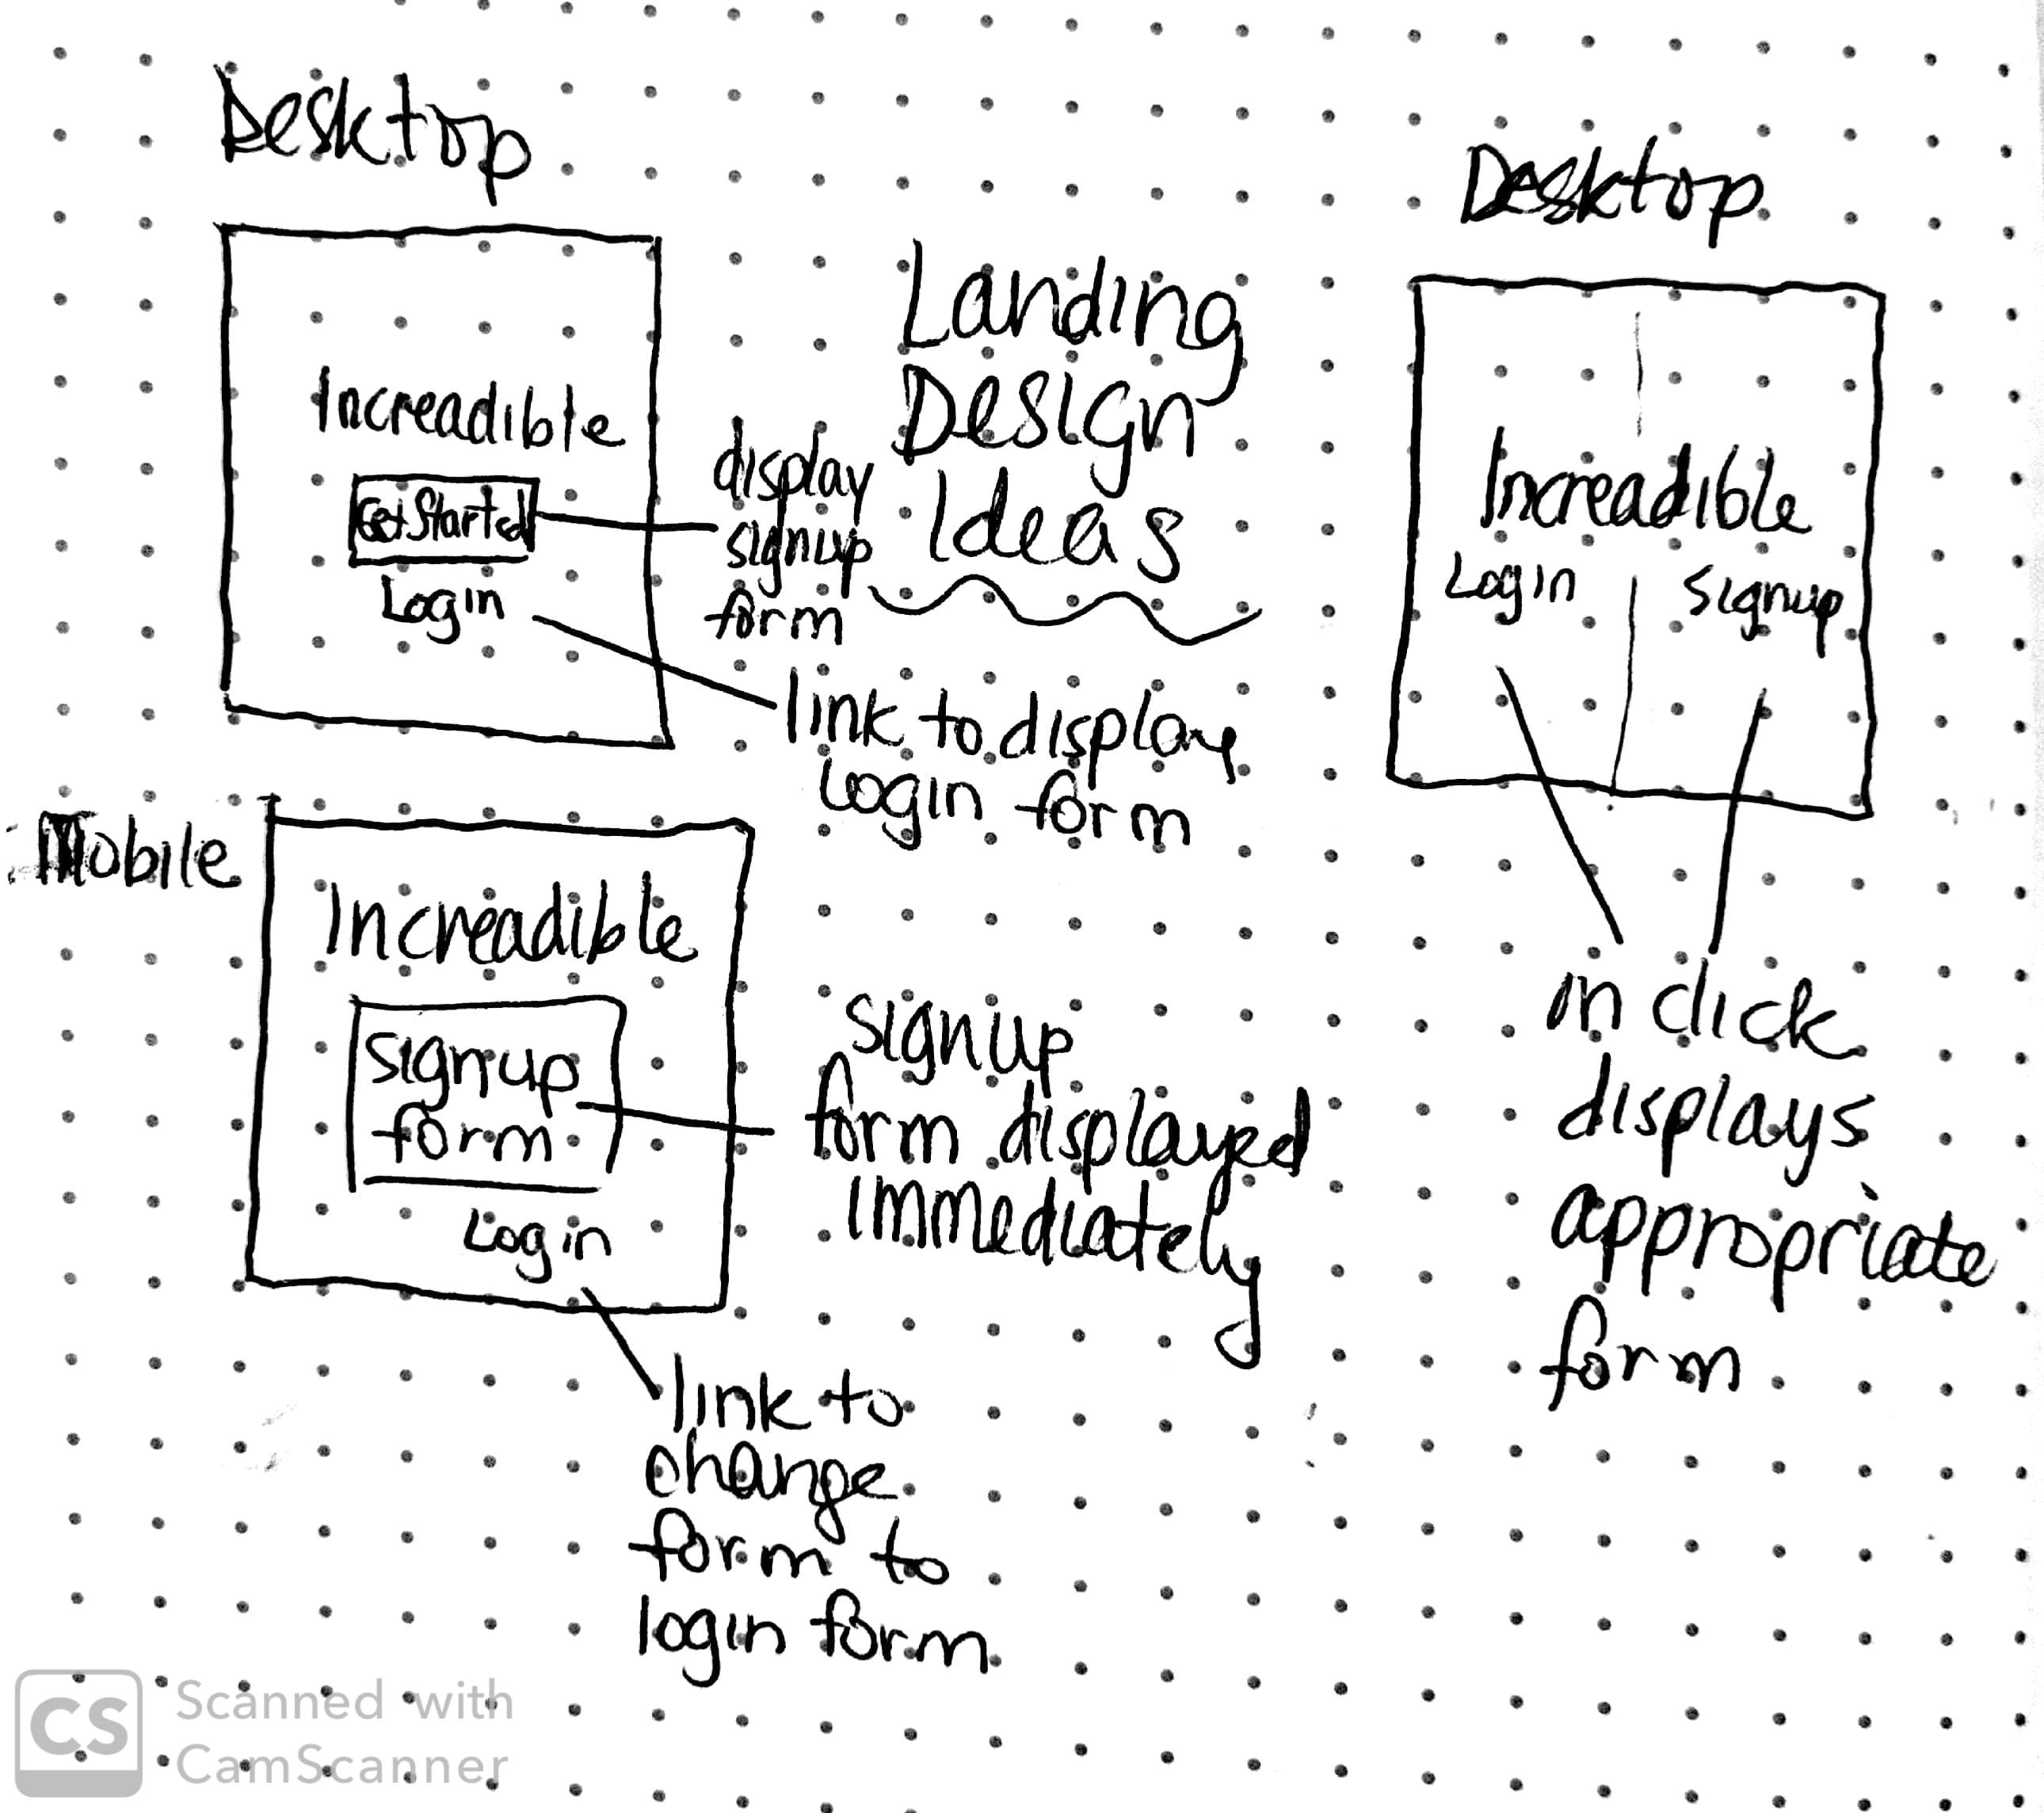 Desktop
Increadible
Get Started
Login
display
signup
form
link to display
login form
Landing
Design
Ideas
Desktop
Increadible
Login
Signup
on click
displays
appropriate
form
Mobile
Increadible
signup
form
Login
signup
form displayed
immediately
link to
change
form to
login form
CS
Scanned with
CamScanner